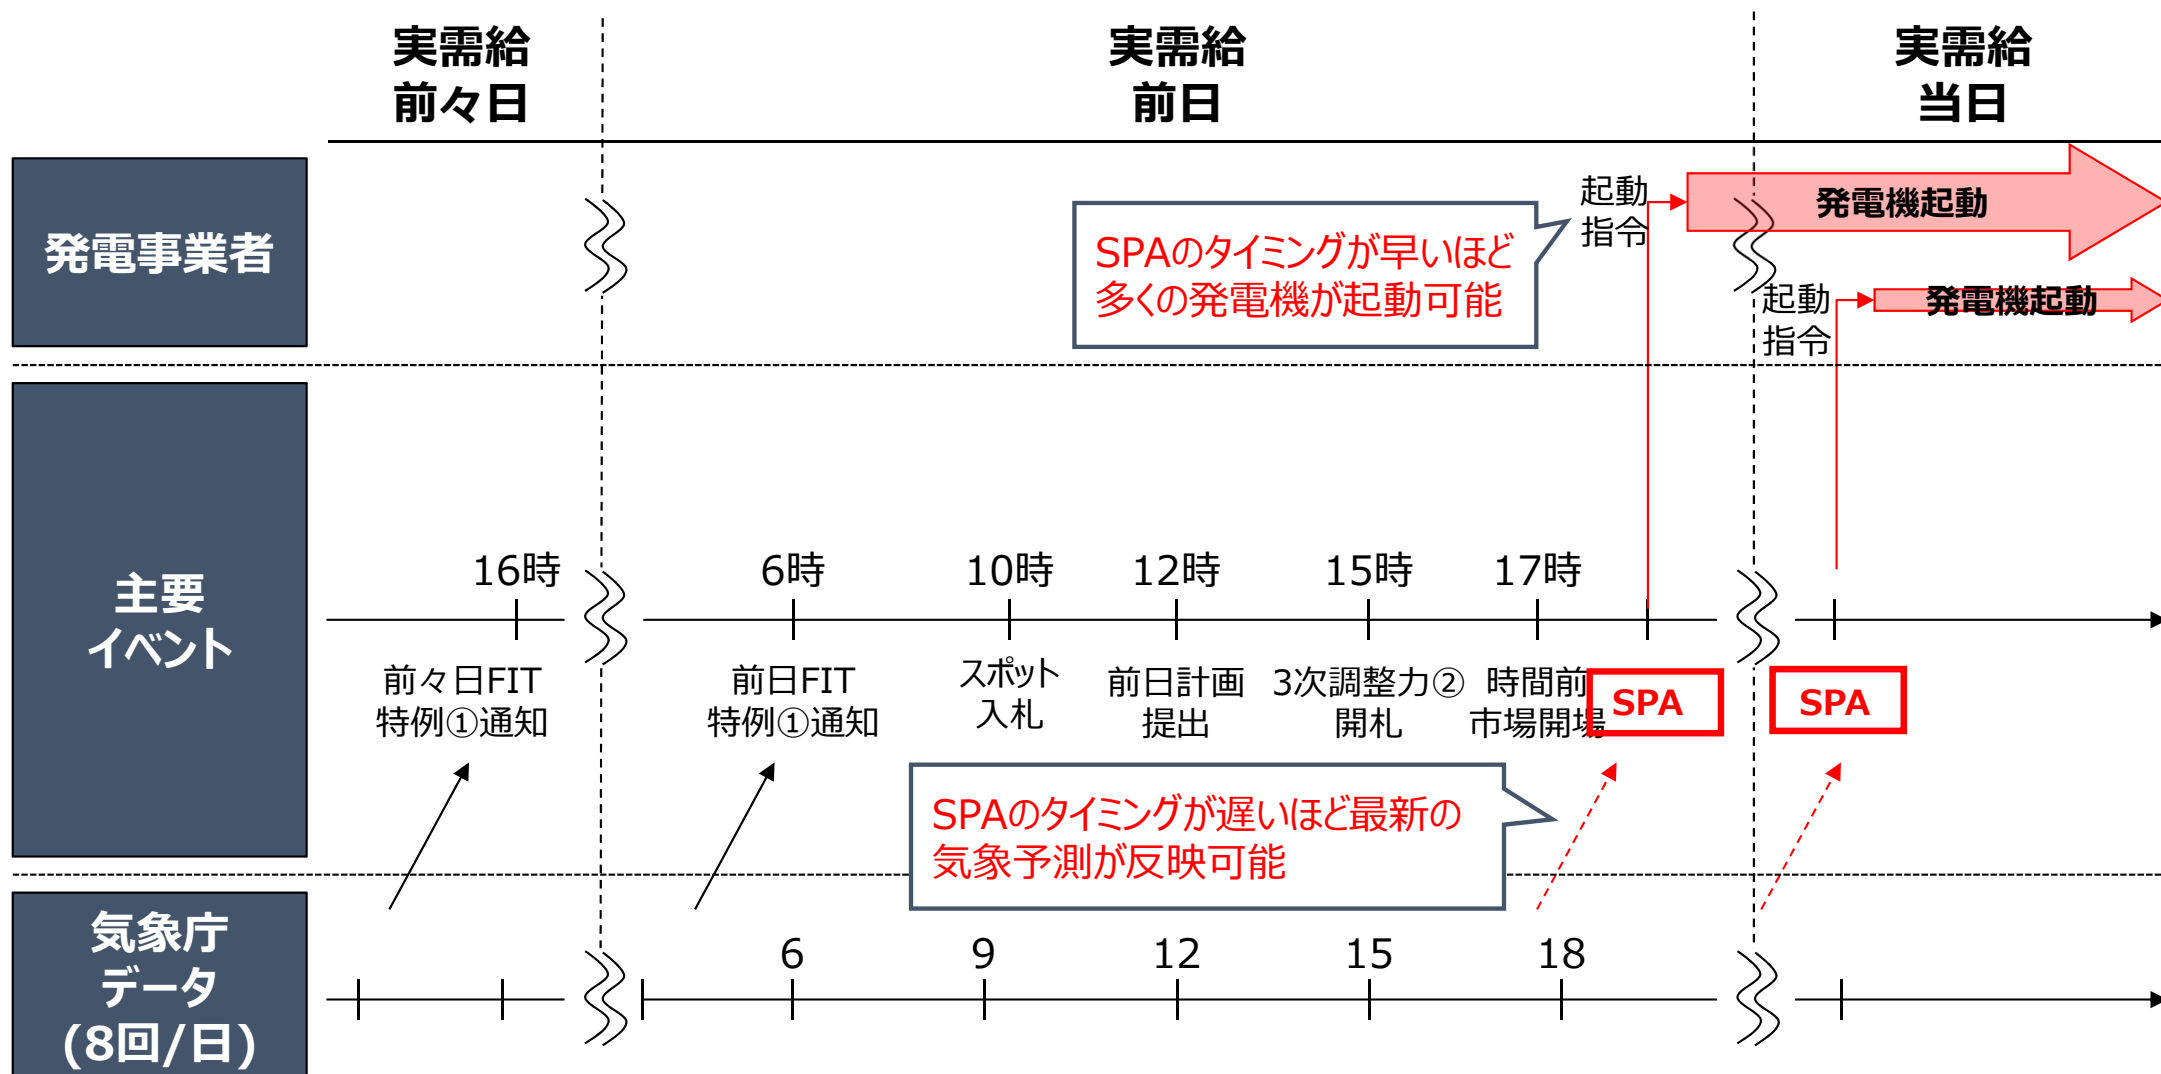 実需給
前々日
実需給
前日
実需給
当日
発電事業者
SPAのタイミングが早いほど
多くの発電機が起動可能
起動
指令
発電機起動
起動
指令
発電機起動
主要
イベント
16時
6時
10時
12時
15時
17時
前々日FIT
特例①通知
前日FIT
特例①通知
スポット
入札
前日計画
提出
3次調整力②
開札
時間前
市場開場
SPA
SPA
SPAのタイミングが遅いほど最新の
気象予測が反映可能
気象庁
データ
(8回/日)
6
9
12
15
18